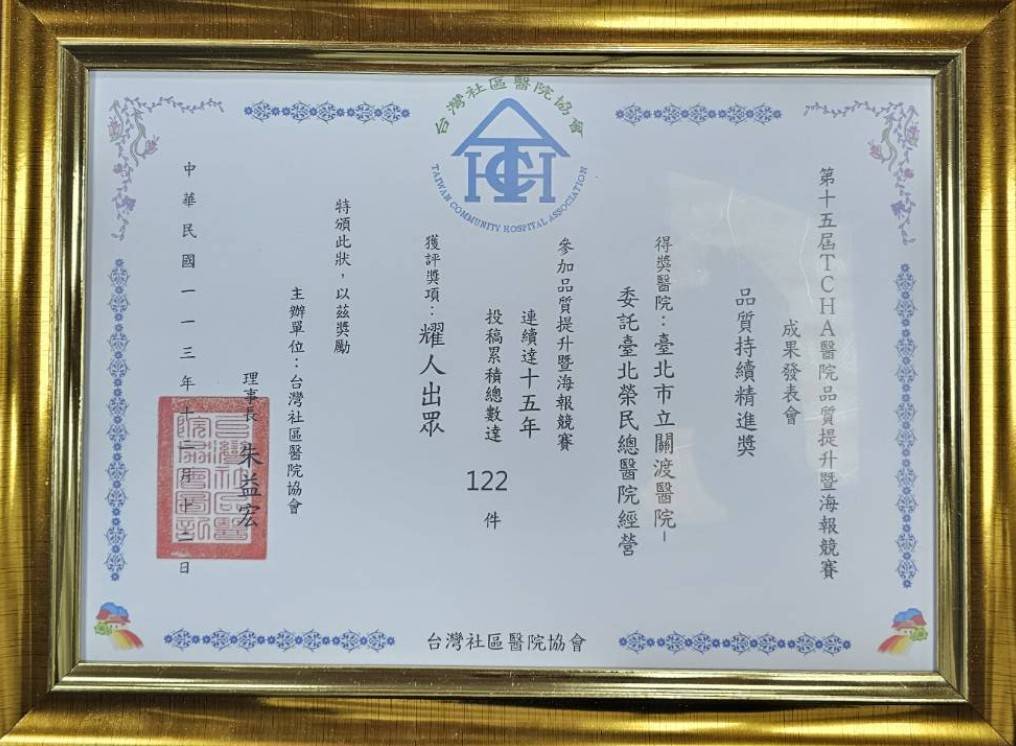 台灣社區醫院協會
TCH
TAIWAN COMMUNITY HOSPITAL ASSOCIATION
第十五屆TCHA醫院品質提升暨海報競賽
成果發表會
品質持續精進獎
得獎醫院：臺北市立關渡醫院－
委託臺北榮民總醫院經營
參加品質提升暨海報競賽
連續達十五年
投稿累積總數達
122
件
獲評獎項：耀人出眾
特頒此狀，以茲獎勵
主辦單位：台灣社區醫院協會
理事長 朱益宏
中華民國一一三年十二月十二日
台灣社區醫院協會